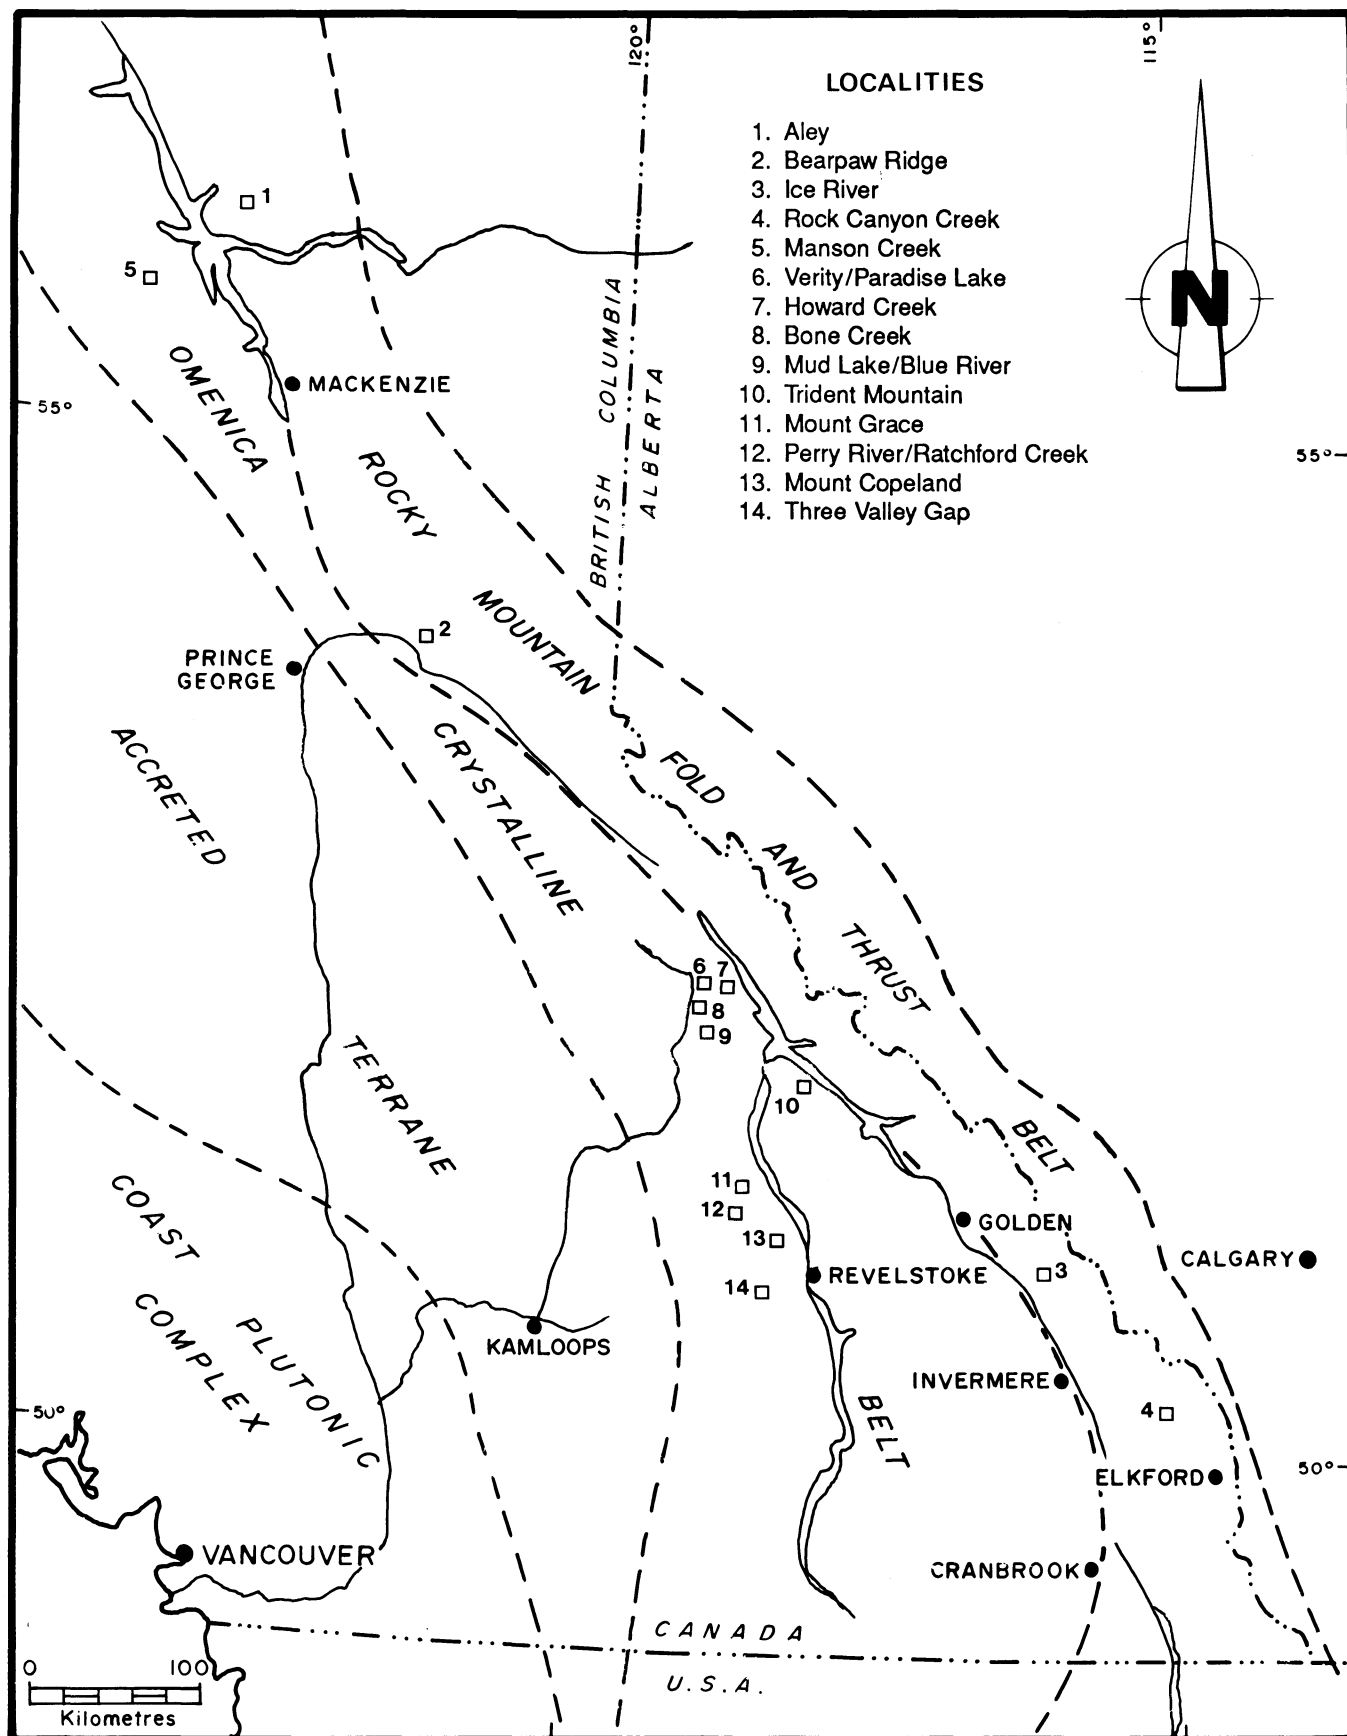 120°
115°
LOCALITIES
1. Aley
2. Bearpaw Ridge
3. Ice River
4. Rock Canyon Creek
5. Manson Creek
6. Verity/Paradise Lake
7. Howard Creek
8. Bone Creek
9. Mud Lake/Blue River
10. Trident Mountain
11. Mount Grace
12. Perry River/Ratchford Creek
13. Mount Copeland
14. Three Valley Gap
N
1
5
OMENICA
MACKENZIE
BRITISH COLUMBIA
ALBERTA
55°
55°
ROCKY
MOUNTAIN
FOLD
AND
THRUST
BELT
2
PRINCE
GEORGE
ACCRETED
TERRANE
CRYSTALLINE
BELT
6
7
8
9
10
11
12
13
14
COAST
PLUTONIC
COMPLEX
GOLDEN
3
CALGARY
REVELSTOKE
KAMLOOPS
INVERMERE
4
50°
50°
ELKFORD
CRANBROOK
VANCOUVER
CANADA
U.S.A.
0 100
Kilometres